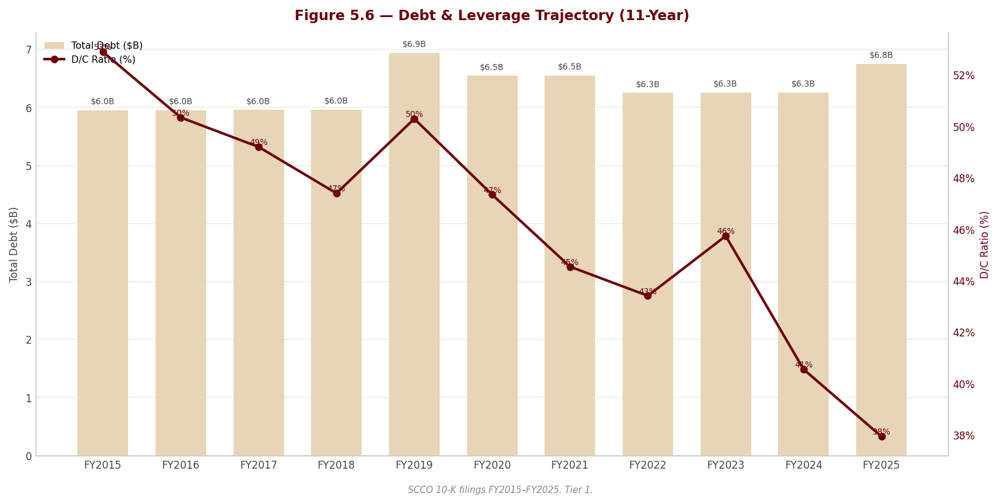 Figure 5.6 — Debt & Leverage Trajectory (11-Year)
Total Debt ($B)
D/C Ratio (%)
7
6
5
4
3
2
1
0
Total Debt ($B)
52%
50%
48%
46%
44%
42%
40%
38%
D/C Ratio (%)
$6.0B
$6.0B
$6.0B
$6.0B
$6.9B
$6.5B
$6.5B
$6.3B
$6.3B
$6.3B
$6.8B
53%
50%
49%
47%
50%
47%
45%
43%
46%
41%
38%
FY2015
FY2016
FY2017
FY2018
FY2019
FY2020
FY2021
FY2022
FY2023
FY2024
FY2025
SCCO 10-K filings FY2015–FY2025. Tier 1.